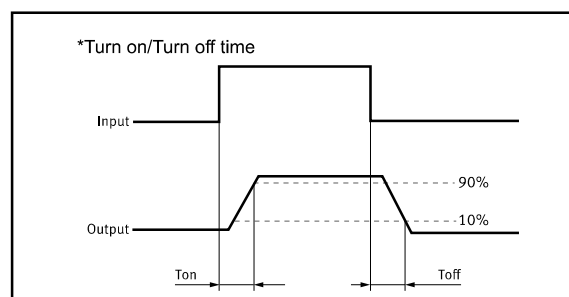 *Turn on/Turn off time
Input
90%
10%
Output
Ton
Toff